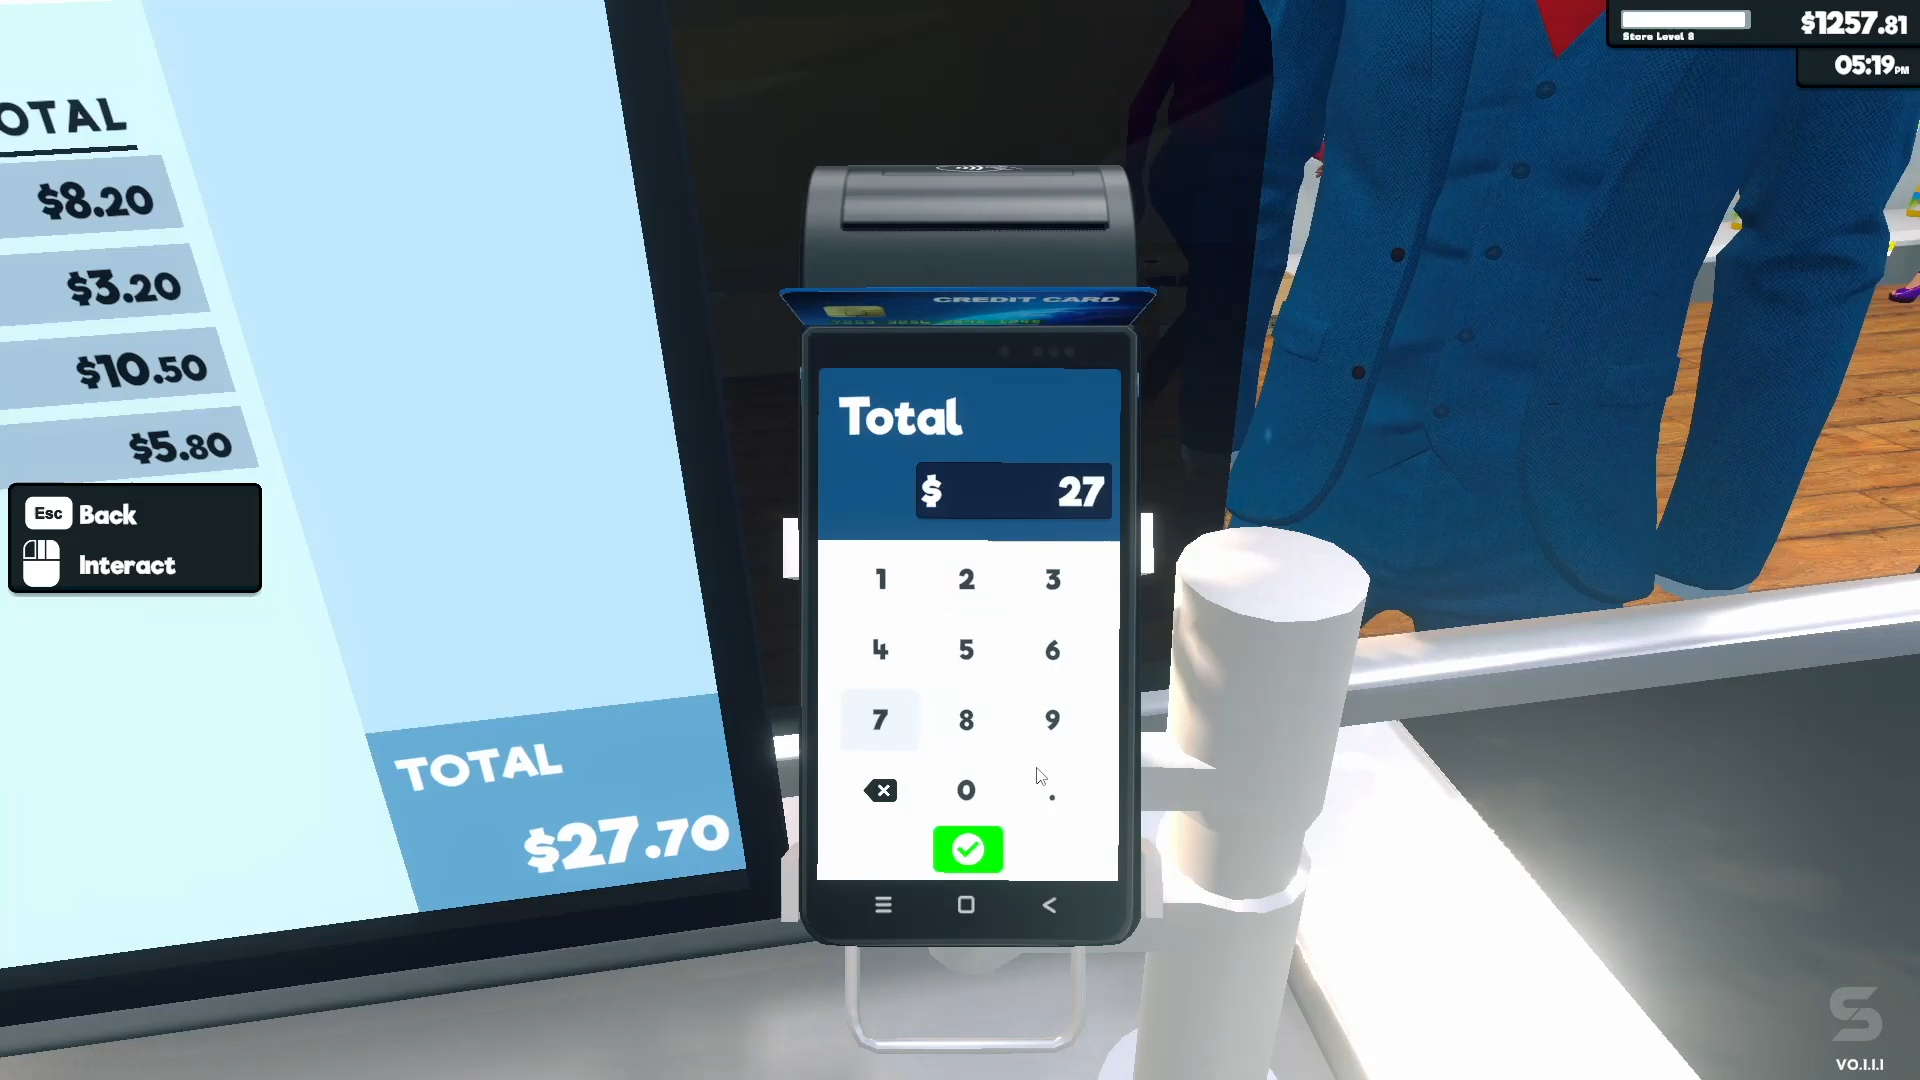 $1257.81
Store Level 8
05:19PM
OTAL
$8.20
$3.20
$10.50
$5.80
Esc Back
Interact
TOTAL
$27.70
CREDIT CARD
Total
$ 27
1 2 3
4 5 6
7 8 9
0 .
V0.1.1.1